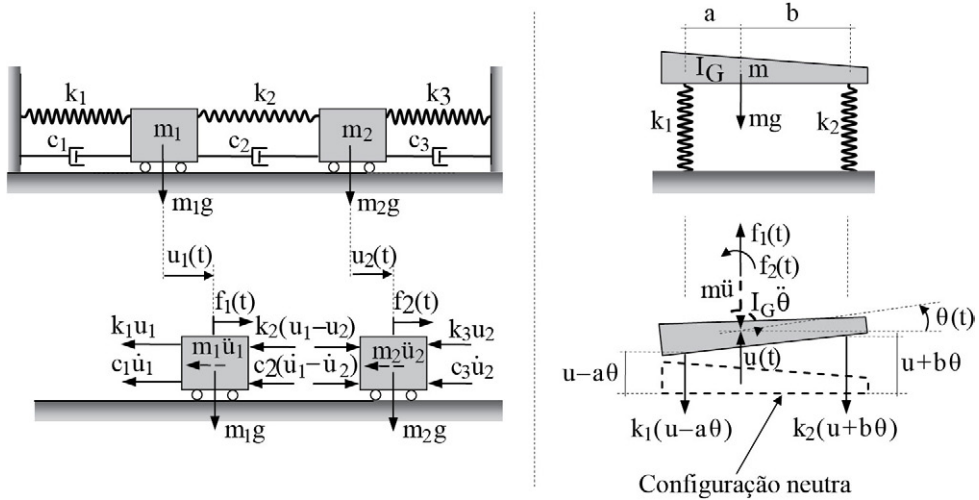 k₁ k₂ k₃
m₁ m₂
c₁ c₂ c₃
m₁g m₂g
u₁(t) u₂(t)
f₁(t) f₂(t)
k₁u₁ k₂(u₁−u₂) k₃u₂
m₁ü₁ m₂ü₂
c₁u̇₁ c₂(u̇₁−u̇₂) c₃u̇₂
m₁g m₂g
a b
I_G m
k₁ mg k₂
f₁(t)
f₂(t)
mü I_Gθ̈
θ(t)
u(t)
u−aθ u+bθ
k₁(u−aθ) k₂(u+bθ)
Configuração neutra